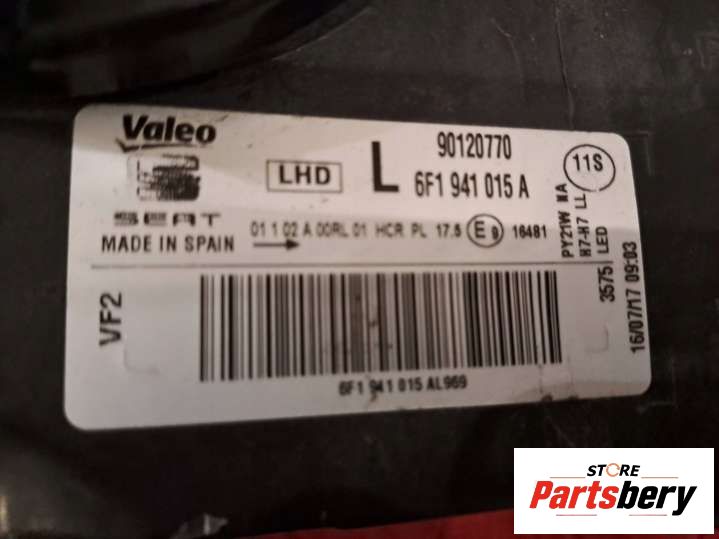 Valeo
SEAT
MADE IN SPAIN
LHD
L
90120770
6F1 941 015 A
01 1 02 A 00RL 01 HCR PL 17.5 E 9 16481
11S
PY21W NA
H7-H7 LL
3575 LED
16/07/17 09:03
VF2
6F1 941 015 AL969
STORE
Partsbery